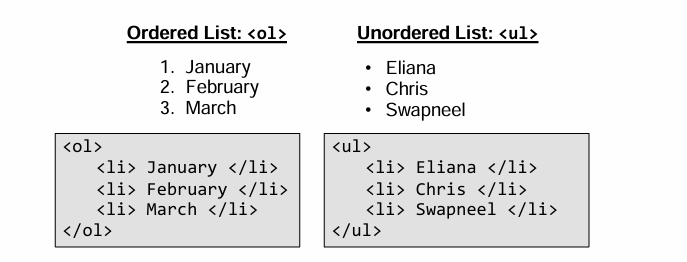 Ordered List: <ol>
1. January
2. February
3. March
<ol>
<li> January </li>
<li> February </li>
<li> March </li>
</ol>
Unordered List: <ul>
• Eliana
• Chris
• Swapneel
<ul>
<li> Eliana </li>
<li> Chris </li>
<li> Swapneel </li>
</ul>